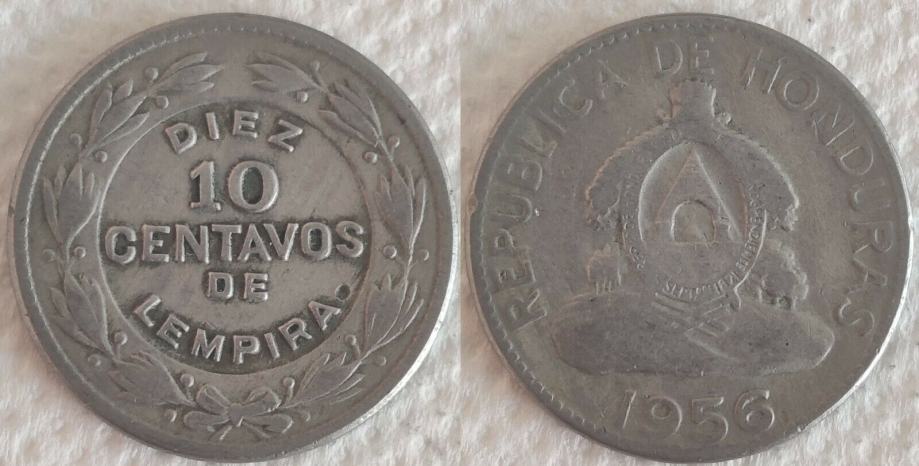 DIEZ
10
CENTAVOS
DE
LEMPIRA.
REPUBLICA DE HONDURAS
1956